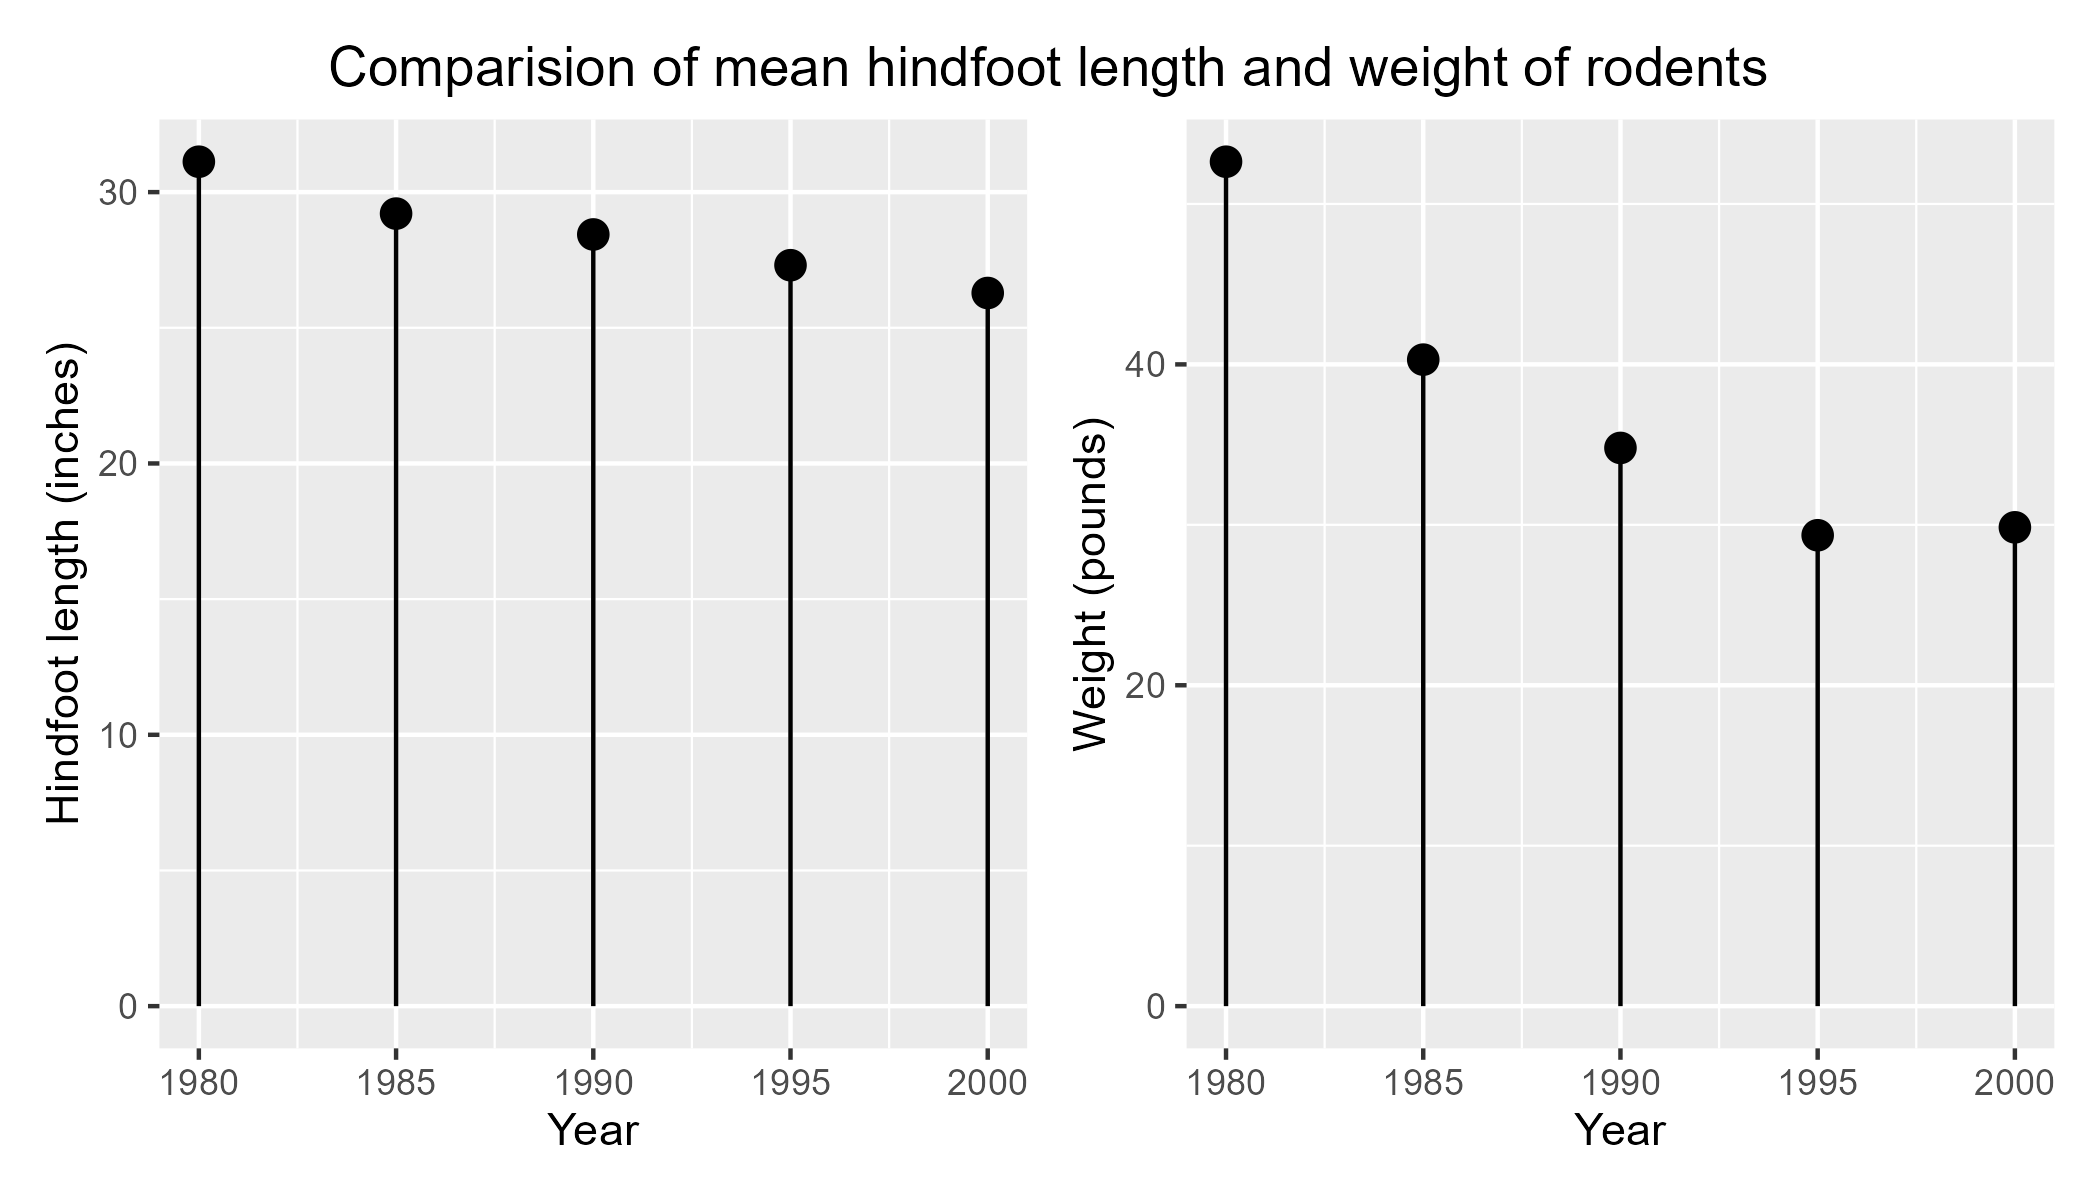 Comparision of mean hindfoot length and weight of rodents
Hindfoot length (inches)
30
20
10
0
1980 1985 1990 1995 2000
Year
Weight (pounds)
40
20
0
1980 1985 1990 1995 2000
Year